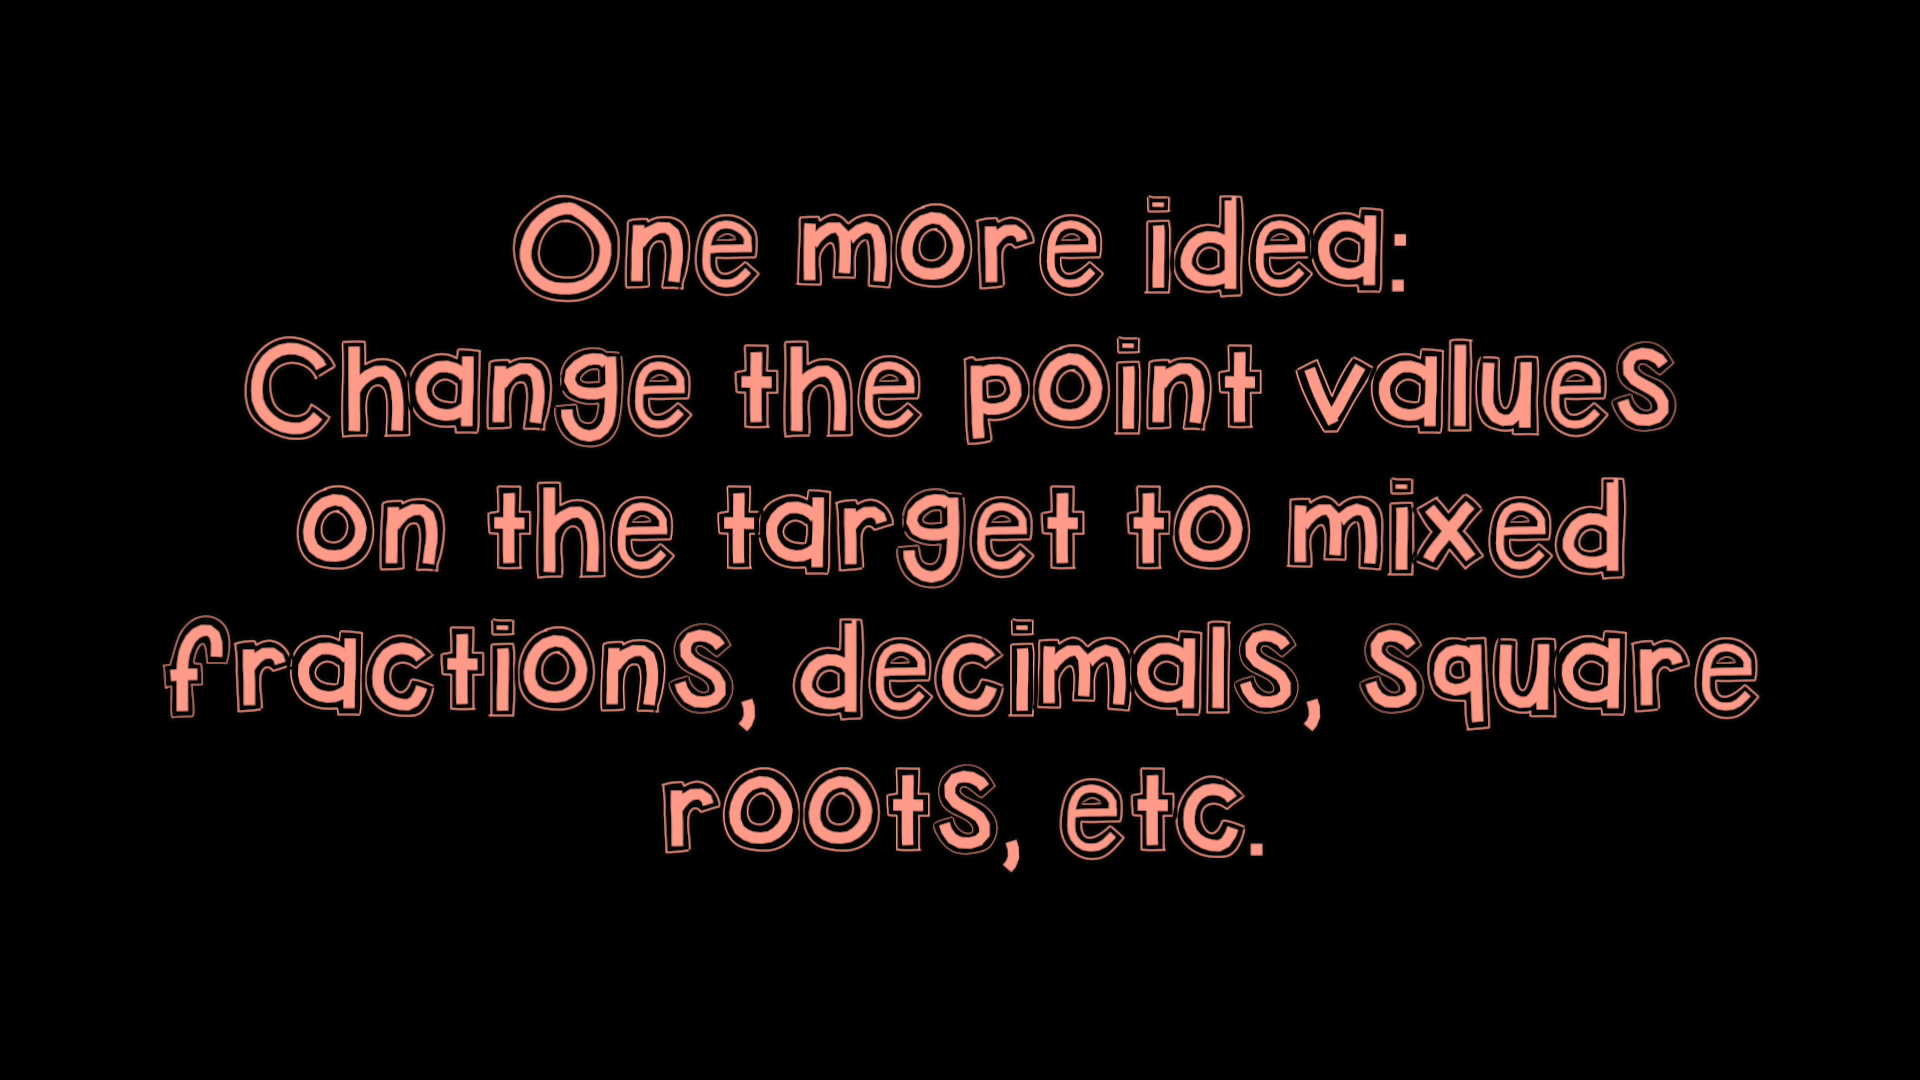 One more idea:
Change the point values
on the target to mixed
fractions, decimals, square
roots, etc.